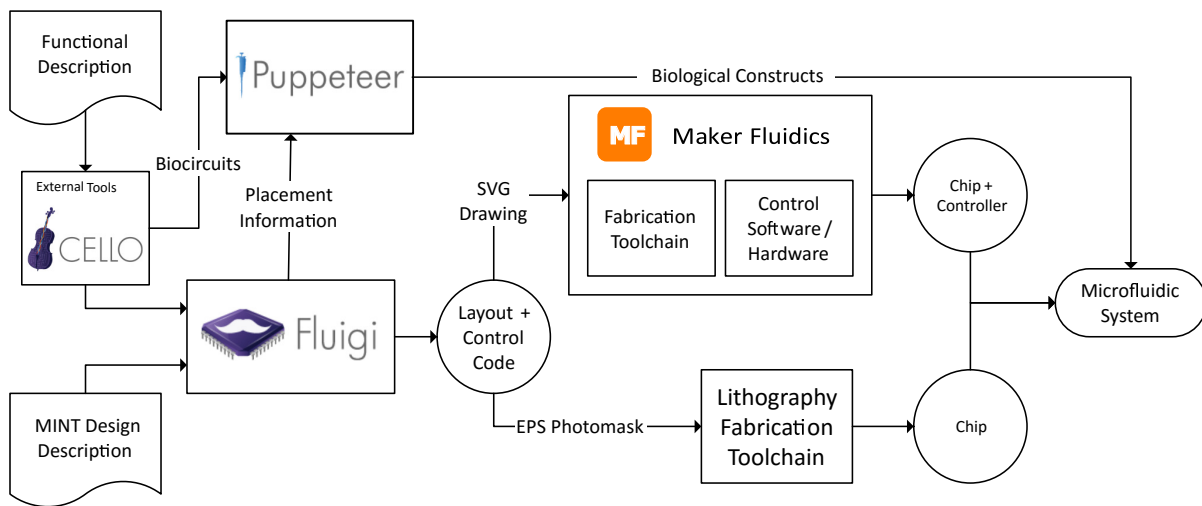 Functional
Description
Puppeteer
Biological Constructs
MF
Maker Fluidics
Biocircuits
External Tools
CELLO
Placement
Information
SVG
Drawing
Fabrication
Toolchain
Control
Software /
Hardware
Chip +
Controller
Fluigi
Layout +
Control
Code
Microfluidic
System
MINT Design
Description
EPS Photomask
Lithography
Fabrication
Toolchain
Chip